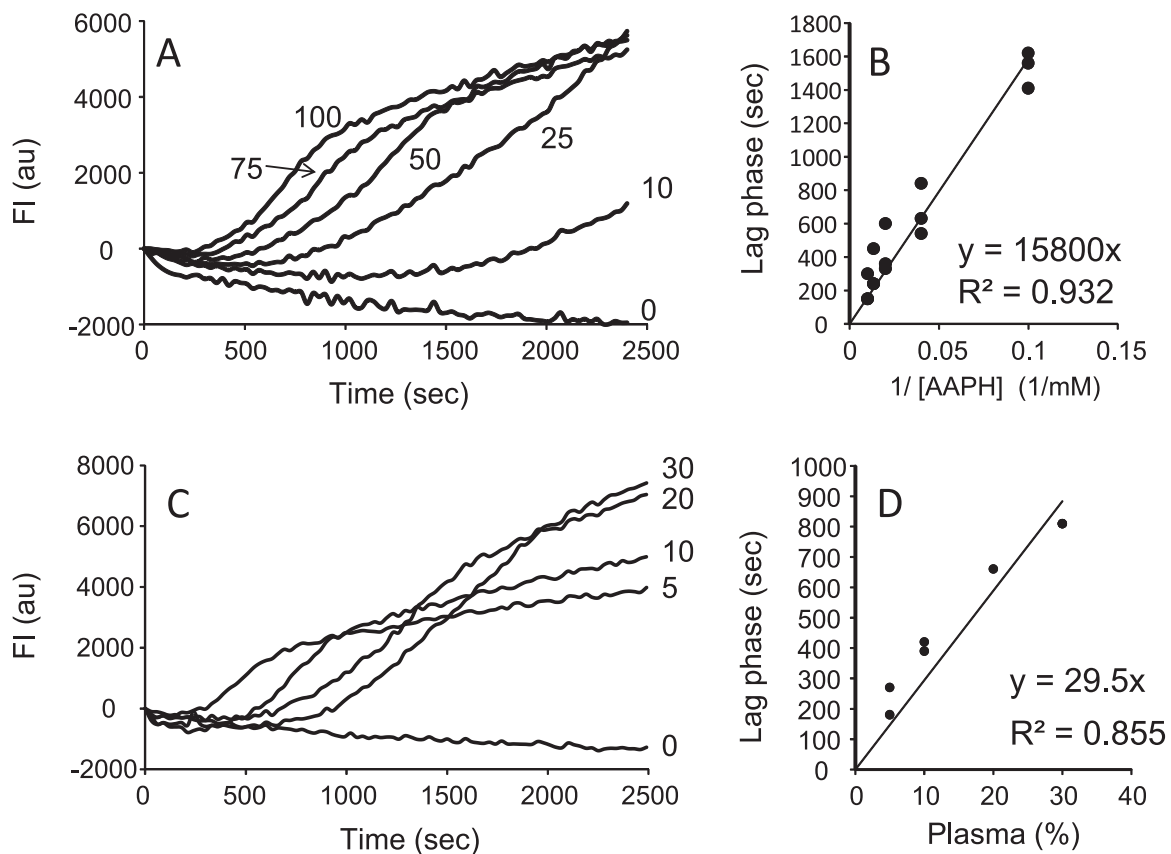 A
FI (au)
6000
4000
2000
0
-2000
100
75
50
25
10
0
0 500 1000 1500 2000 2500
Time (sec)
B
Lag phase (sec)
1800
1600
1400
1200
1000
800
600
400
200
0
y = 15800x
R² = 0.932
0 0.05 0.1 0.15
1/ [AAPH] (1/mM)
C
FI (au)
8000
6000
4000
2000
0
-2000
30
20
10
5
0
0 500 1000 1500 2000 2500
Time (sec)
D
Lag phase (sec)
1000
900
800
700
600
500
400
300
200
100
0
y = 29.5x
R² = 0.855
0 10 20 30 40
Plasma (%)